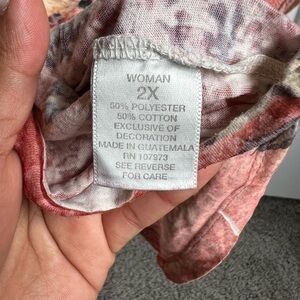 WOMAN
2X
50% POLYESTER
50% COTTON
EXCLUSIVE OF
DECORATION
MADE IN GUATEMALA
RN 107973
SEE REVERSE
FOR CARE